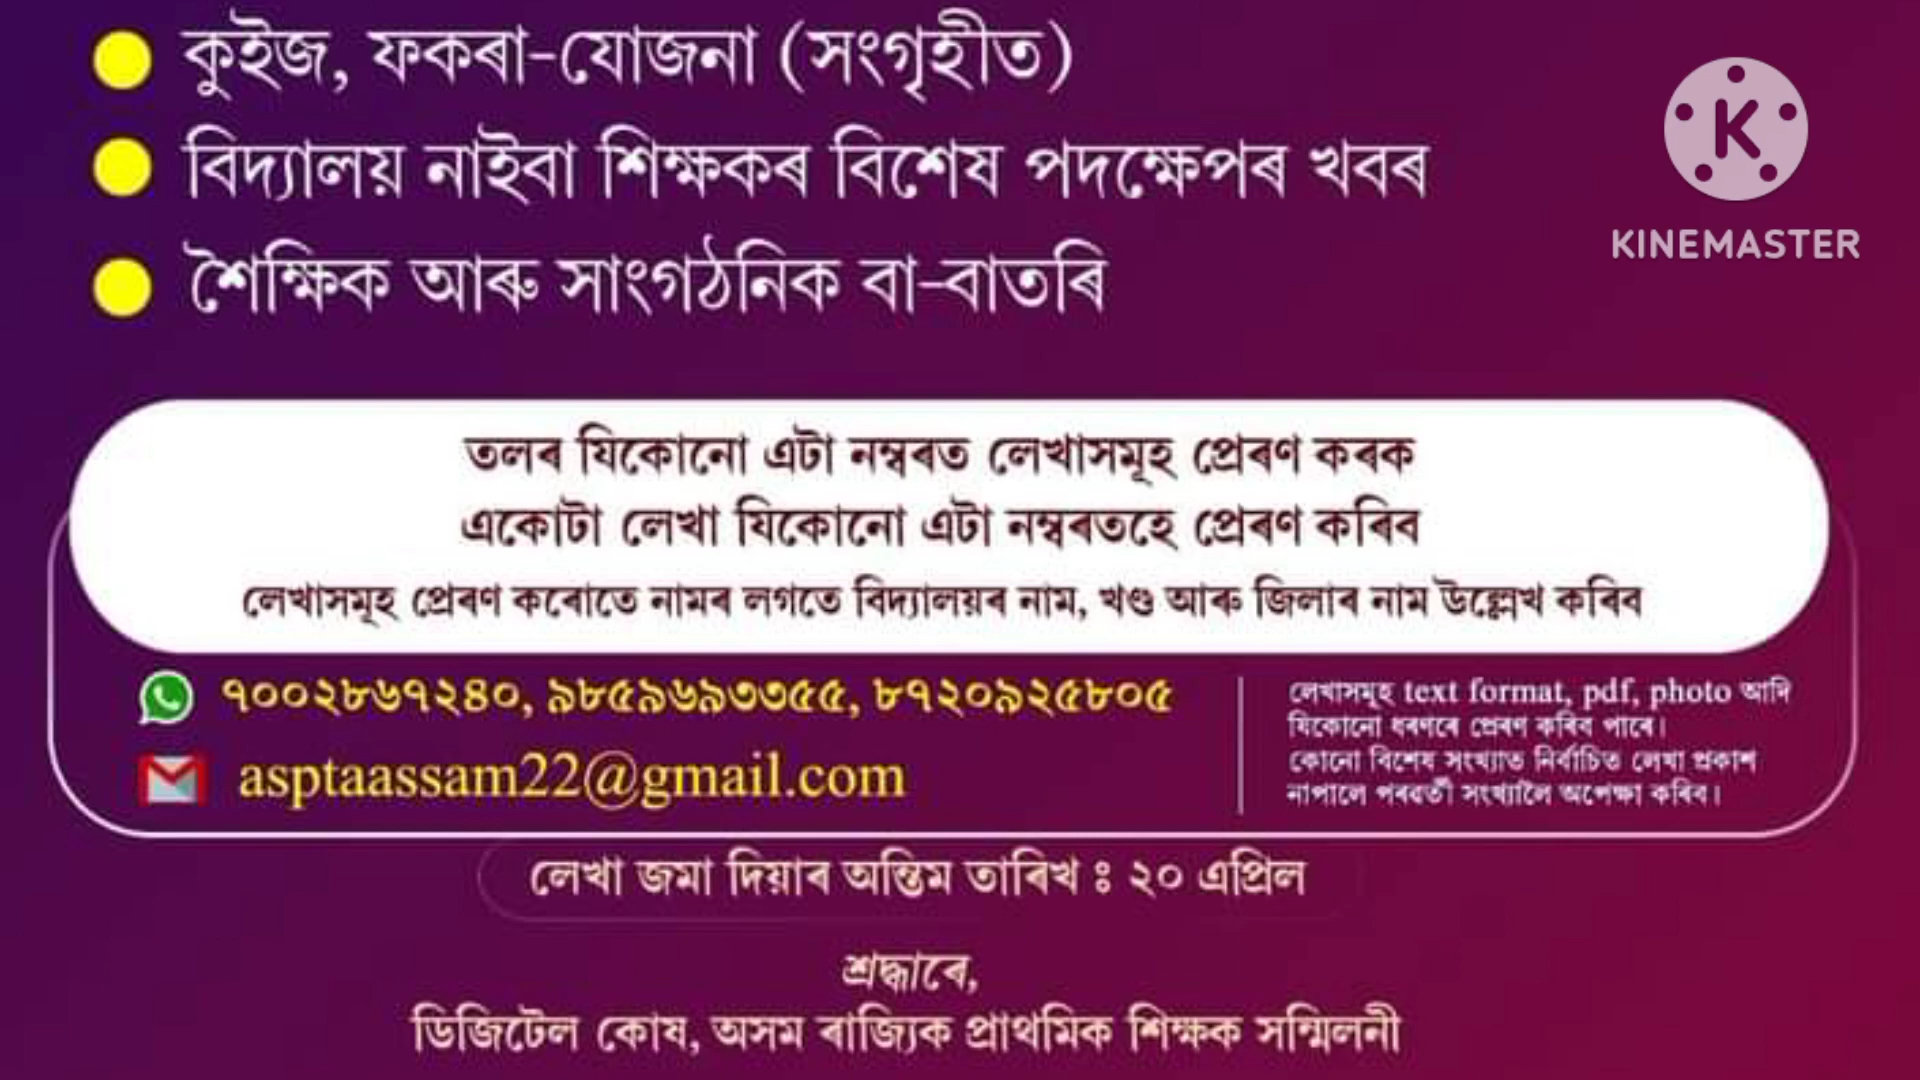 কুইজ, ফকৰা-যোজনা (সংগৃহীত)
বিদ্যালয় নাইবা শিক্ষকৰ বিশেষ পদক্ষেপৰ খবৰ
শৈক্ষিক আৰু সাংগঠনিক বা-বাতৰি
KINEMASTER
তলৰ যিকোনো এটা নম্বৰত লেখাসমূহ প্ৰেৰণ কৰক
একোটা লেখা যিকোনো এটা নম্বৰতহে প্ৰেৰণ কৰিব
লেখাসমূহ প্ৰেৰণ কৰোতে নামৰ লগতে বিদ্যালয়ৰ নাম, খণ্ড আৰু জিলাৰ নাম উল্লেখ কৰিব
৭০০২৮৬৭২৪০, ৯৮৫৯৬৯৩৩৫৫, ৮৭২০৯২৫৮০৫
asptaassam22@gmail.com
লেখাসমূহ text format, pdf, photo আদি
যিকোনো ধৰণৰে প্ৰেৰণ কৰিব পাৰে।
কোনো বিশেষ সংখ্যাত নিৰ্বাচিত লেখা প্ৰকাশ
নাপালে পৰৱৰ্তী সংখ্যালৈ অপেক্ষা কৰিব।
লেখা জমা দিয়াৰ অন্তিম তাৰিখ ঃ ২০ এপ্ৰিল
শ্ৰদ্ধাৰে,
ডিজিটেল কোষ, অসম ৰাজ্যিক প্ৰাথমিক শিক্ষক সন্মিলনী